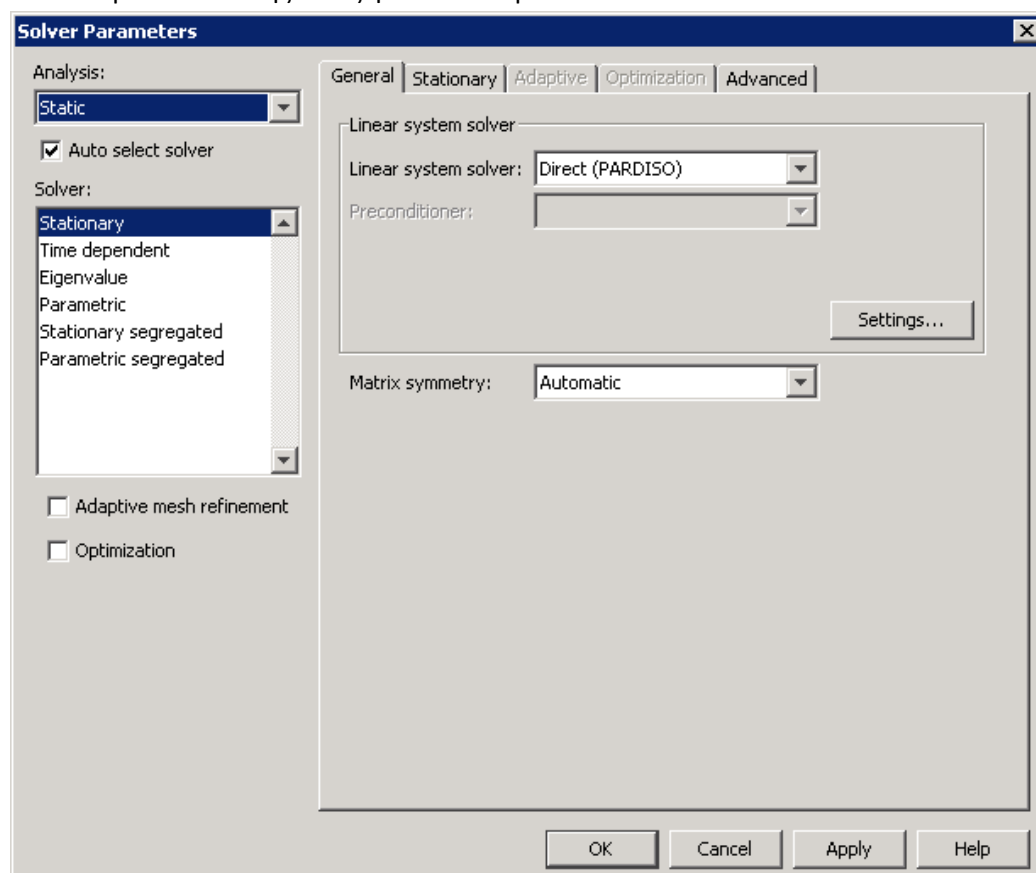 Solver Parameters
Analysis:
Static
Auto select solver
Solver:
Stationary
Time dependent
Eigenvalue
Parametric
Stationary segregated
Parametric segregated
Adaptive mesh refinement
Optimization
General Stationary Adaptive Optimization Advanced
Linear system solver
Linear system solver: Direct (PARDISO)
Preconditioner:
Settings...
Matrix symmetry: Automatic
OK Cancel Apply Help